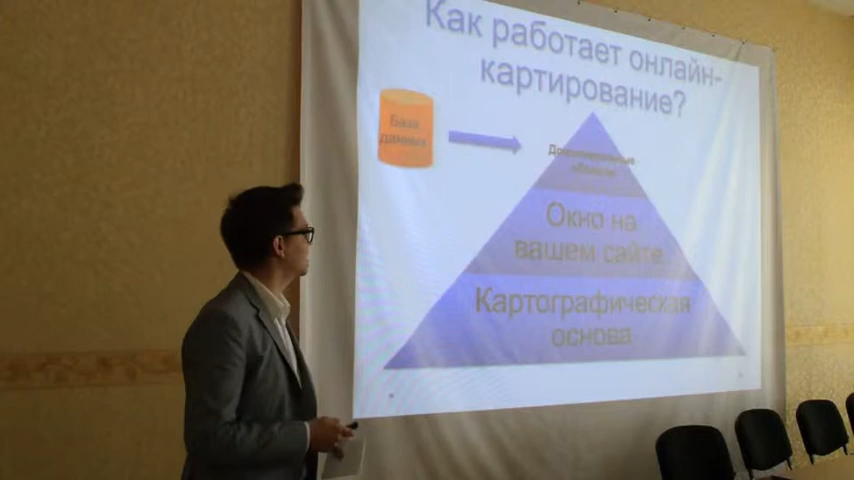 Как работает онлайн-
картирование?
База
данных
Окно на
вашем сайте
Картографическая
основа